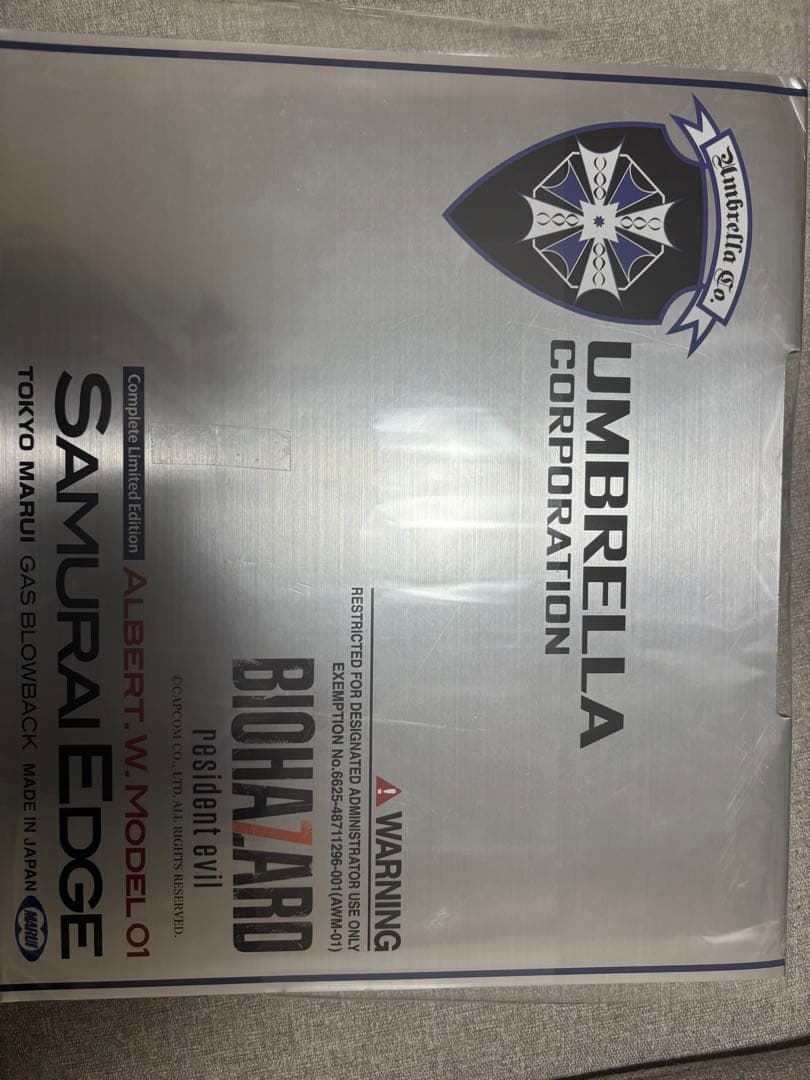 Umbrella Co.
UMBRELLA
CORPORATION
WARNING
RESTRICTED FOR DESIGNATED ADMINISTRATOR USE ONLY
EXEMPTION No.6625-48711296-001(AWM-01)
BIOHAZARD
resident evil
©CAPCOM CO., LTD. ALL RIGHTS RESERVED.
Complete Limited Edition ALBERT. W. MODEL 01
SAMURAI EDGE
TOKYO MARUI GAS BLOWBACK MADE IN JAPAN MARUI